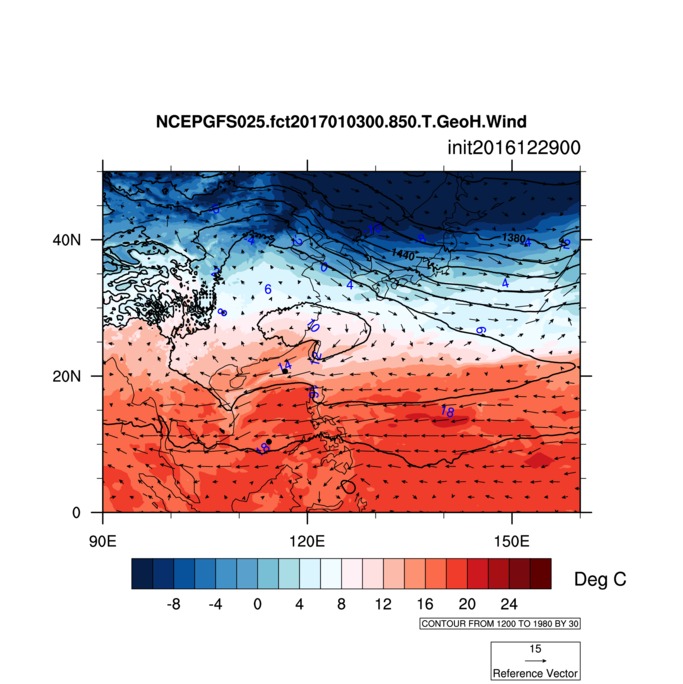 NCEPGFS025.fct2017010300.850.T.GeoH.Wind
init2016122900
40N
20N
0
90E
120E
150E
1380
1440
6
4
0
4
6
8
10
14
18
18
-8
-4
0
4
8
12
16
20
24
Deg C
CONTOUR FROM 1200 TO 1980 BY 30
15
Reference Vector